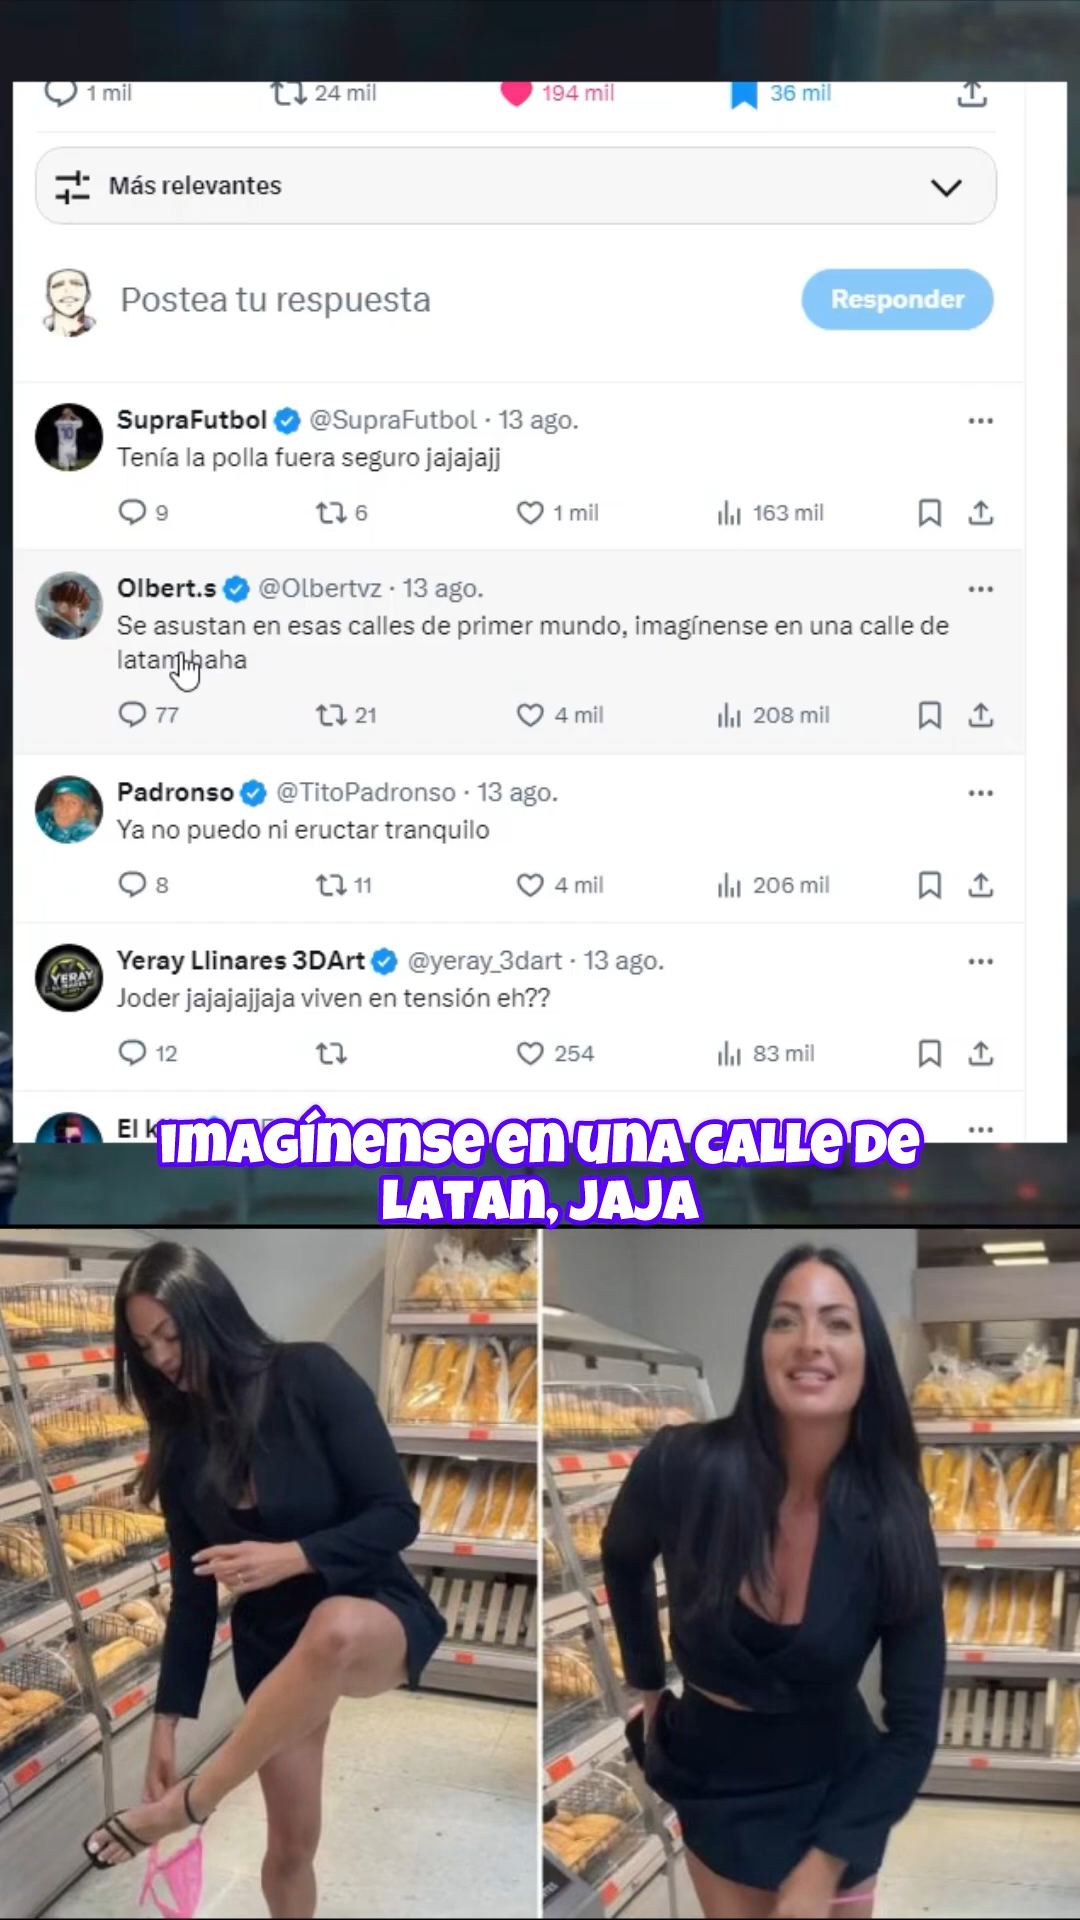 1 mil 24 mil 194 mil 36 mil
Más relevantes
Postea tu respuesta Responder
SupraFutbol @SupraFutbol · 13 ago.
Tenía la polla fuera seguro jajajajj
9 6 1 mil 163 mil
Olbert.s @Olbertvz · 13 ago.
Se asustan en esas calles de primer mundo, imagínense en una calle de
latam haha
77 21 4 mil 208 mil
Padronso @TitoPadronso · 13 ago.
Ya no puedo ni eructar tranquilo
8 11 4 mil 206 mil
YERAY
Yeray Llinares 3DArt @yeray_3dart · 13 ago.
Joder jajajajjaja viven en tensión eh??
12 254 83 mil
El
imagínense en una calle de
Latan, jaja